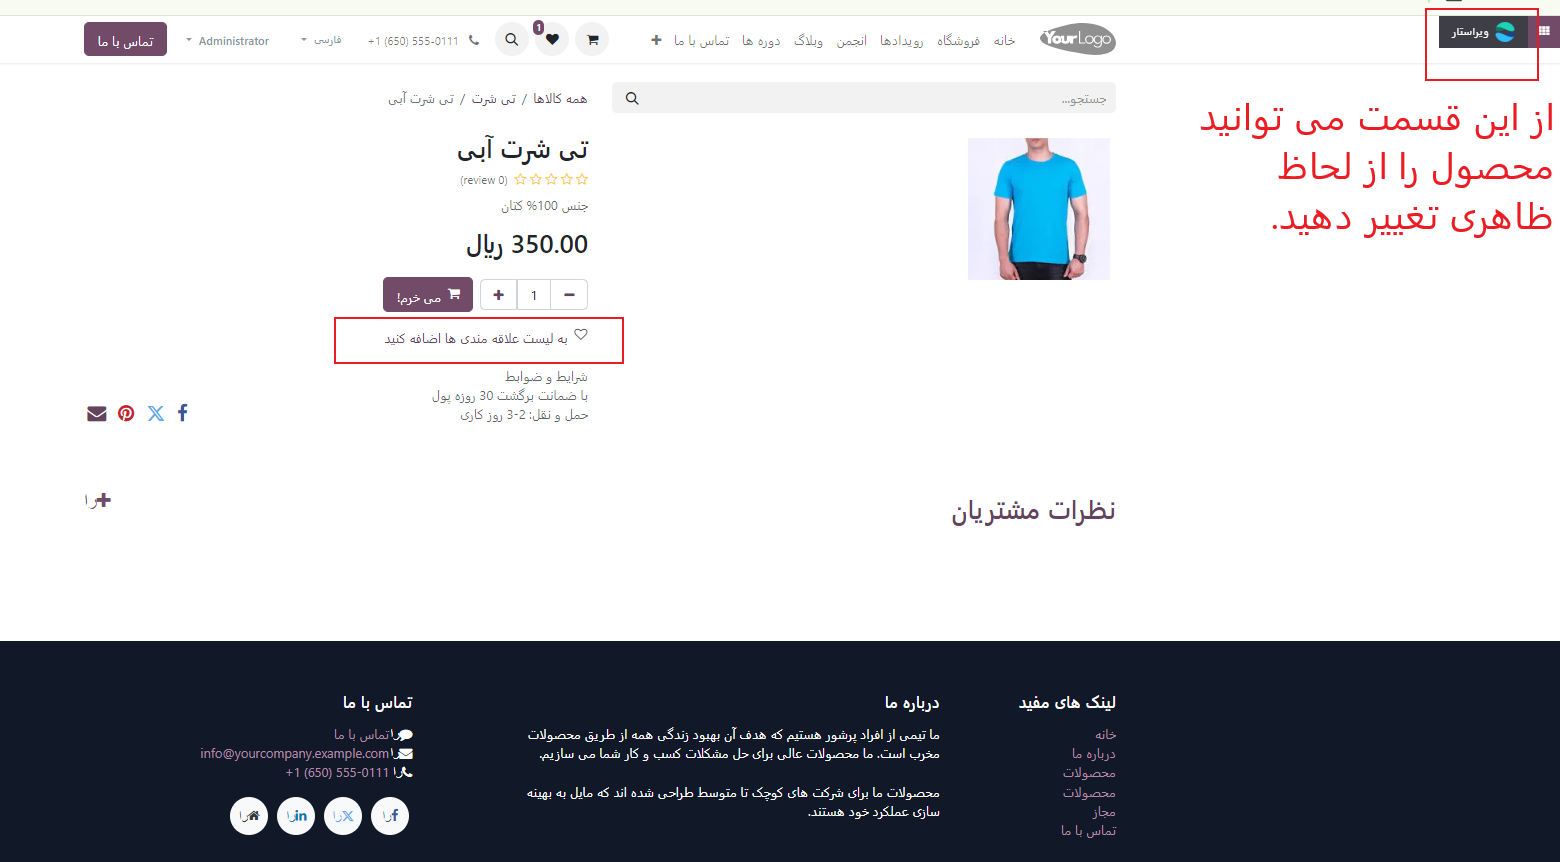 ویراستار
YourLogo
خانه
فروشگاه
رویدادها
انجمن
وبلاگ
دوره ها
تماس با ما
1
+1 (650) 555-0111
فارسی
Administrator
تماس با ما
از این قسمت می توانید
محصول را از لحاظ
ظاهری تغییر دهید.
جستجو...
همه کالاها / تی شرت / تی شرت آبی
تی شرت آبی
(0 review)
جنس 100% کتان
350.00 ریال
1
می خرم!
به لیست علاقه مندی ها اضافه کنید
شرایط و ضوابط
با ضمانت برگشت 30 روزه پول
حمل و نقل: 2-3 روز کاری
نظرات مشتریان
را
لینک های مفید
خانه
درباره ما
محصولات
محصولات
مجاز
تماس با ما
درباره ما
ما تیمی از افراد پرشور هستیم که هدف آن بهبود زندگی همه از طریق محصولات
مخرب است. ما محصولات عالی برای حل مشکلات کسب و کار شما می سازیم.
محصولات ما برای شرکت های کوچک تا متوسط طراحی شده اند که مایل به بهینه
سازی عملکرد خود هستند.
تماس با ما
را تماس با ما
را info@yourcompany.example.com
را +1 (650) 555-0111
را
را
را
را